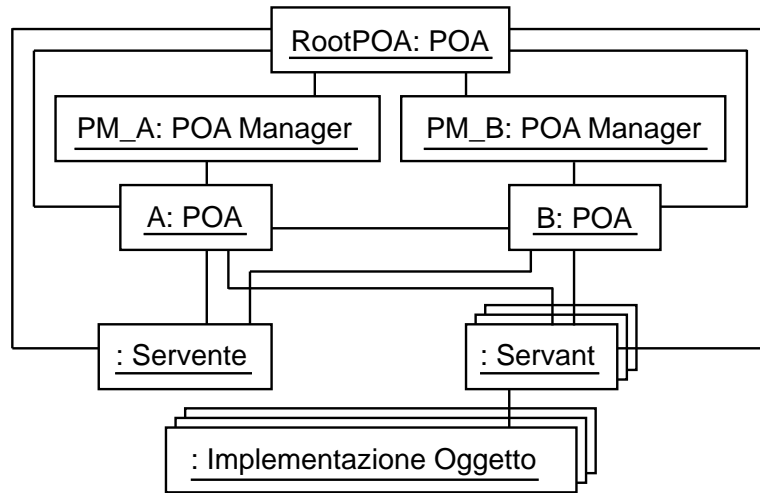 RootPOA: POA
PM_A: POA Manager
PM_B: POA Manager
A: POA
B: POA
: Servente
: Servant
: Implementazione Oggetto